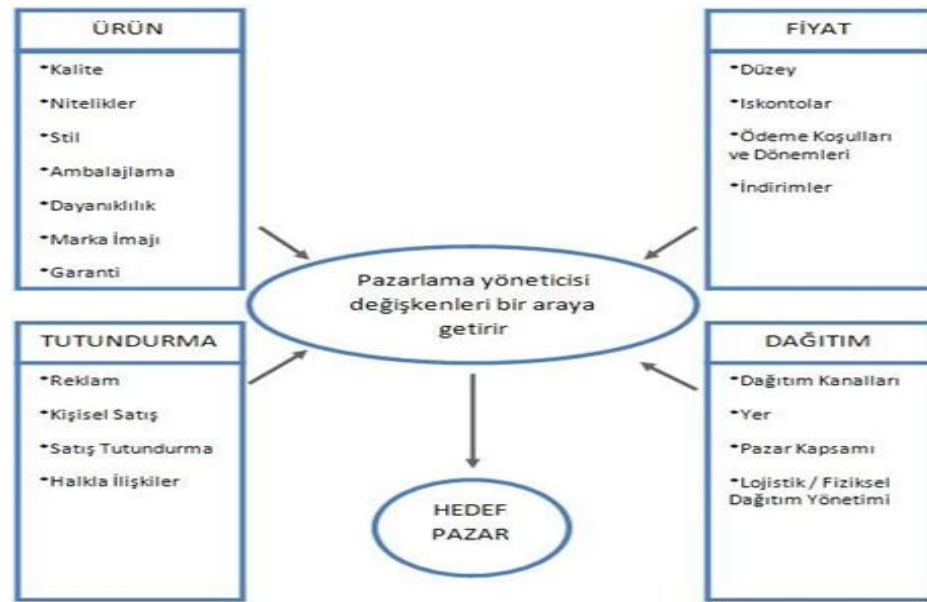 ÜRÜN
*Kalite
*Nitelikler
*Stil
*Ambalajlama
*Dayanıklılık
*Marka İmajı
*Garanti
FİYAT
*Düzey
*Iskontolar
*Ödeme Koşulları
ve Dönemleri
*İndirimler
Pazarlama yöneticisi
değişkenleri bir araya
getirir
TUTUNDURMA
*Reklam
*Kişisel Satış
*Satış Tutundurma
*Halkla İlişkiler
DAĞITIM
*Dağıtım Kanalları
*Yer
*Pazar Kapsamı
*Lojistik / Fiziksel
Dağıtım Yönetimi
HEDEF
PAZAR